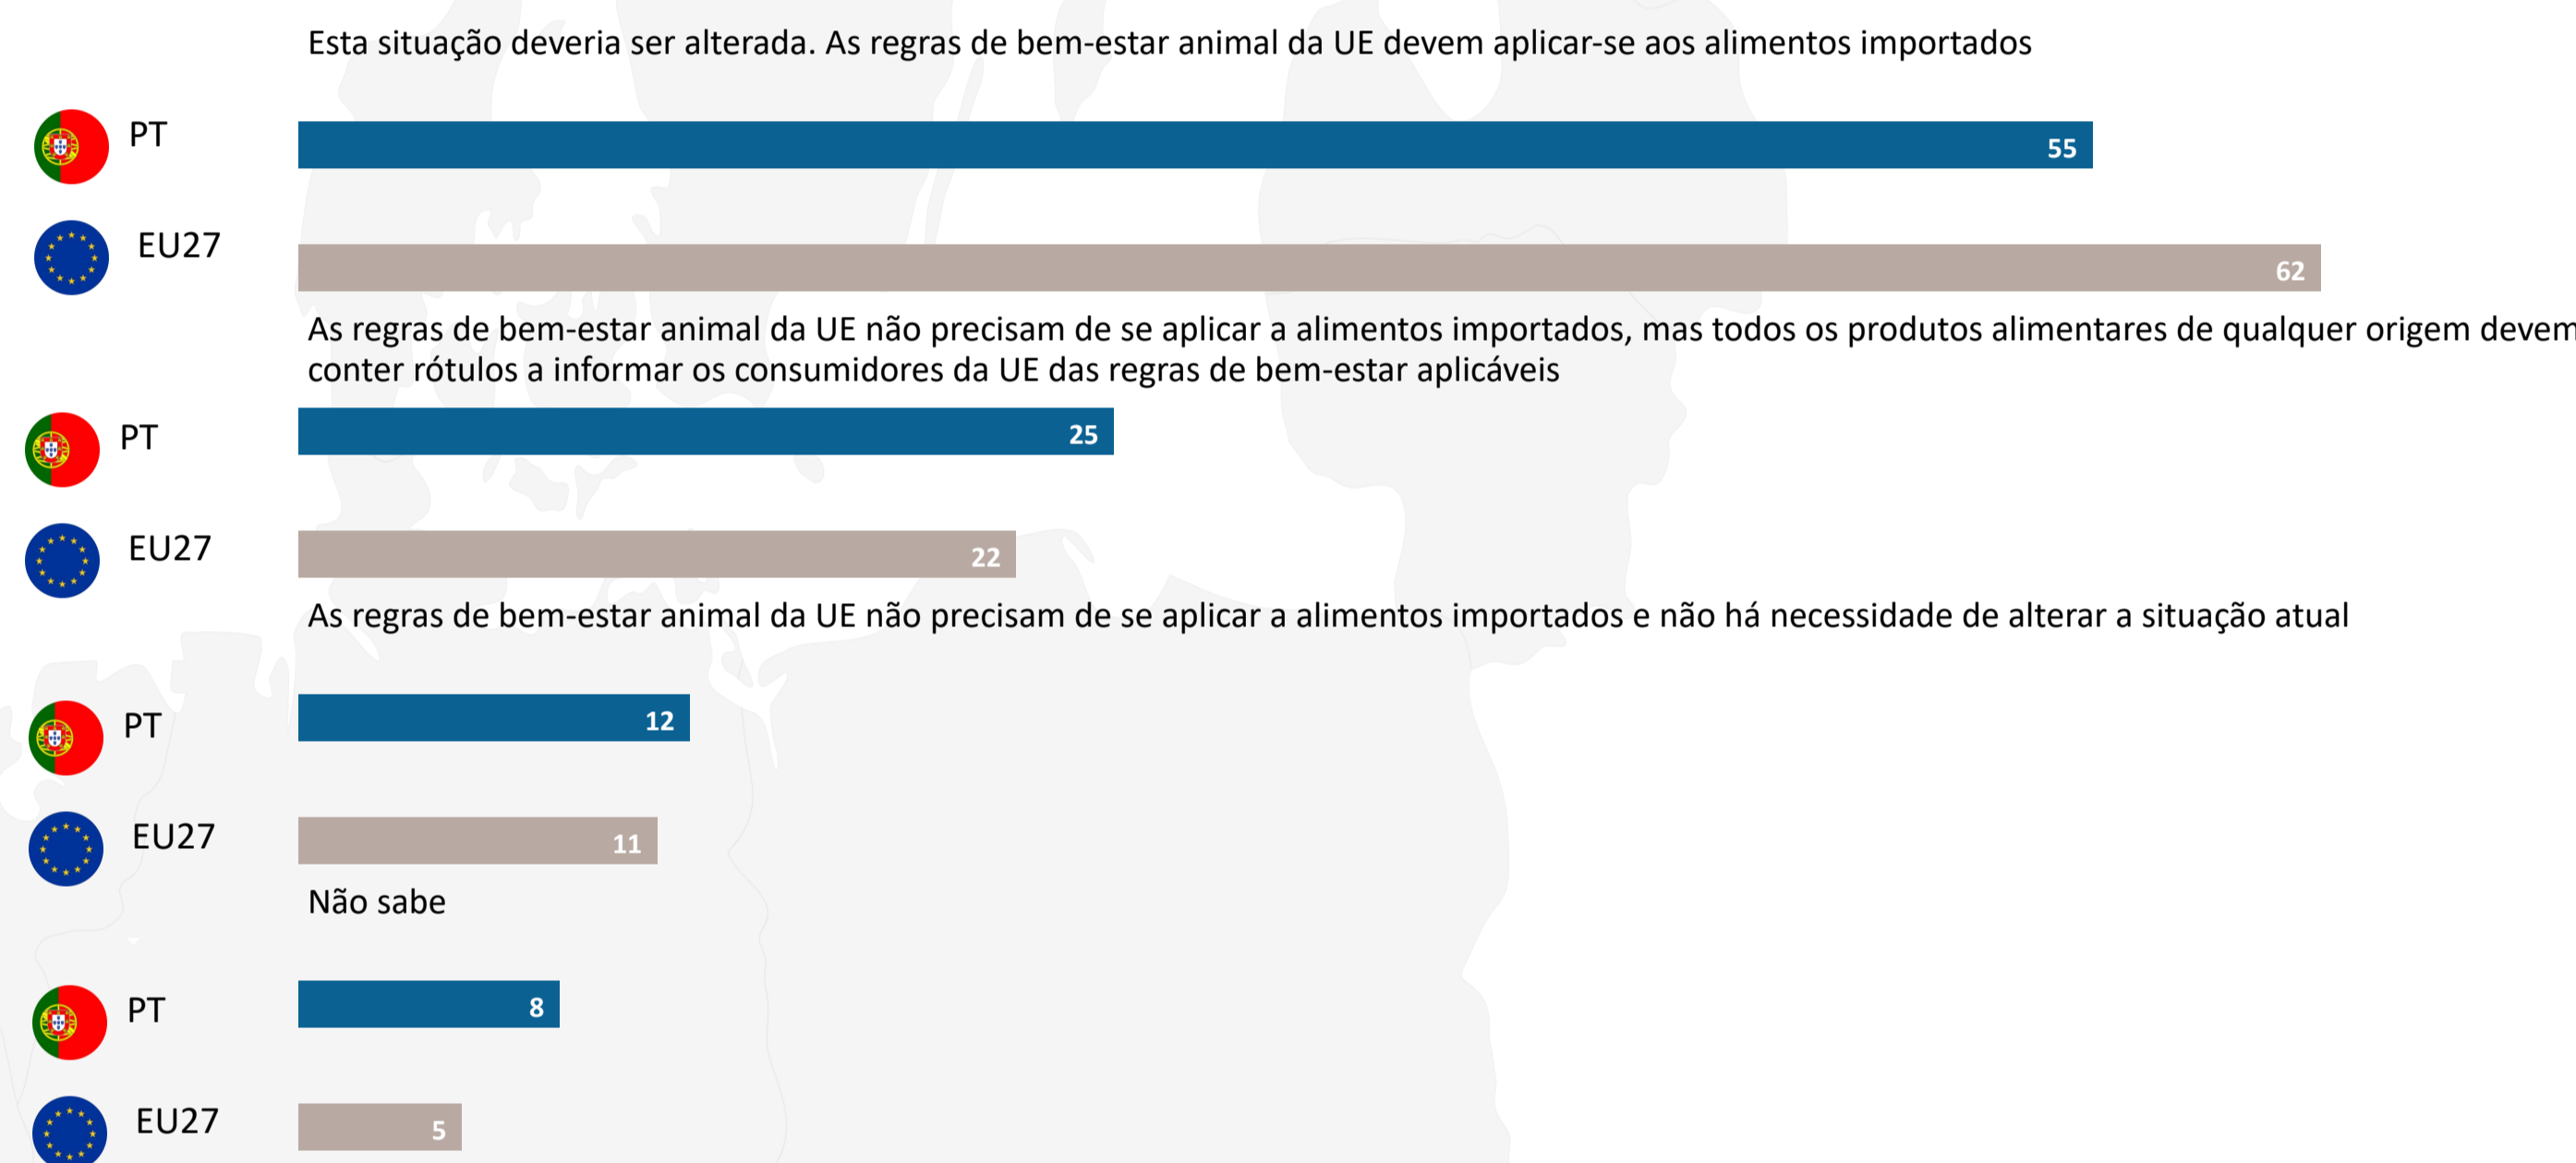 Esta situação deveria ser alterada. As regras de bem-estar animal da UE devem aplicar-se aos alimentos importados
PT
55
EU27
62
As regras de bem-estar animal da UE não precisam de se aplicar a alimentos importados, mas todos os produtos alimentares de qualquer origem devem
conter rótulos a informar os consumidores da UE das regras de bem-estar aplicáveis
PT
25
EU27
22
As regras de bem-estar animal da UE não precisam de se aplicar a alimentos importados e não há necessidade de alterar a situação atual
PT
12
EU27
11
Não sabe
PT
8
EU27
5